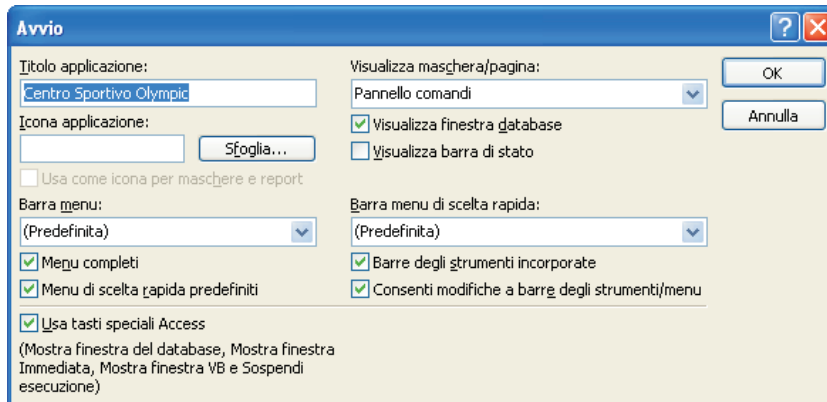 Avvio
Titolo applicazione:
Centro Sportivo Olympic
Icona applicazione:
Sfoglia...
Usa come icona per maschere e report
Barra menu:
(Predefinita)
Menu completi
Menu di scelta rapida predefiniti
Visualizza maschera/pagina:
Pannello comandi
Visualizza finestra database
Visualizza barra di stato
Barra menu di scelta rapida:
(Predefinita)
Barre degli strumenti incorporate
Consenti modifiche a barre degli strumenti/menu
OK
Annulla
Usa tasti speciali Access
(Mostra finestra del database, Mostra finestra
Immediata, Mostra finestra VB e Sospendi
esecuzione)